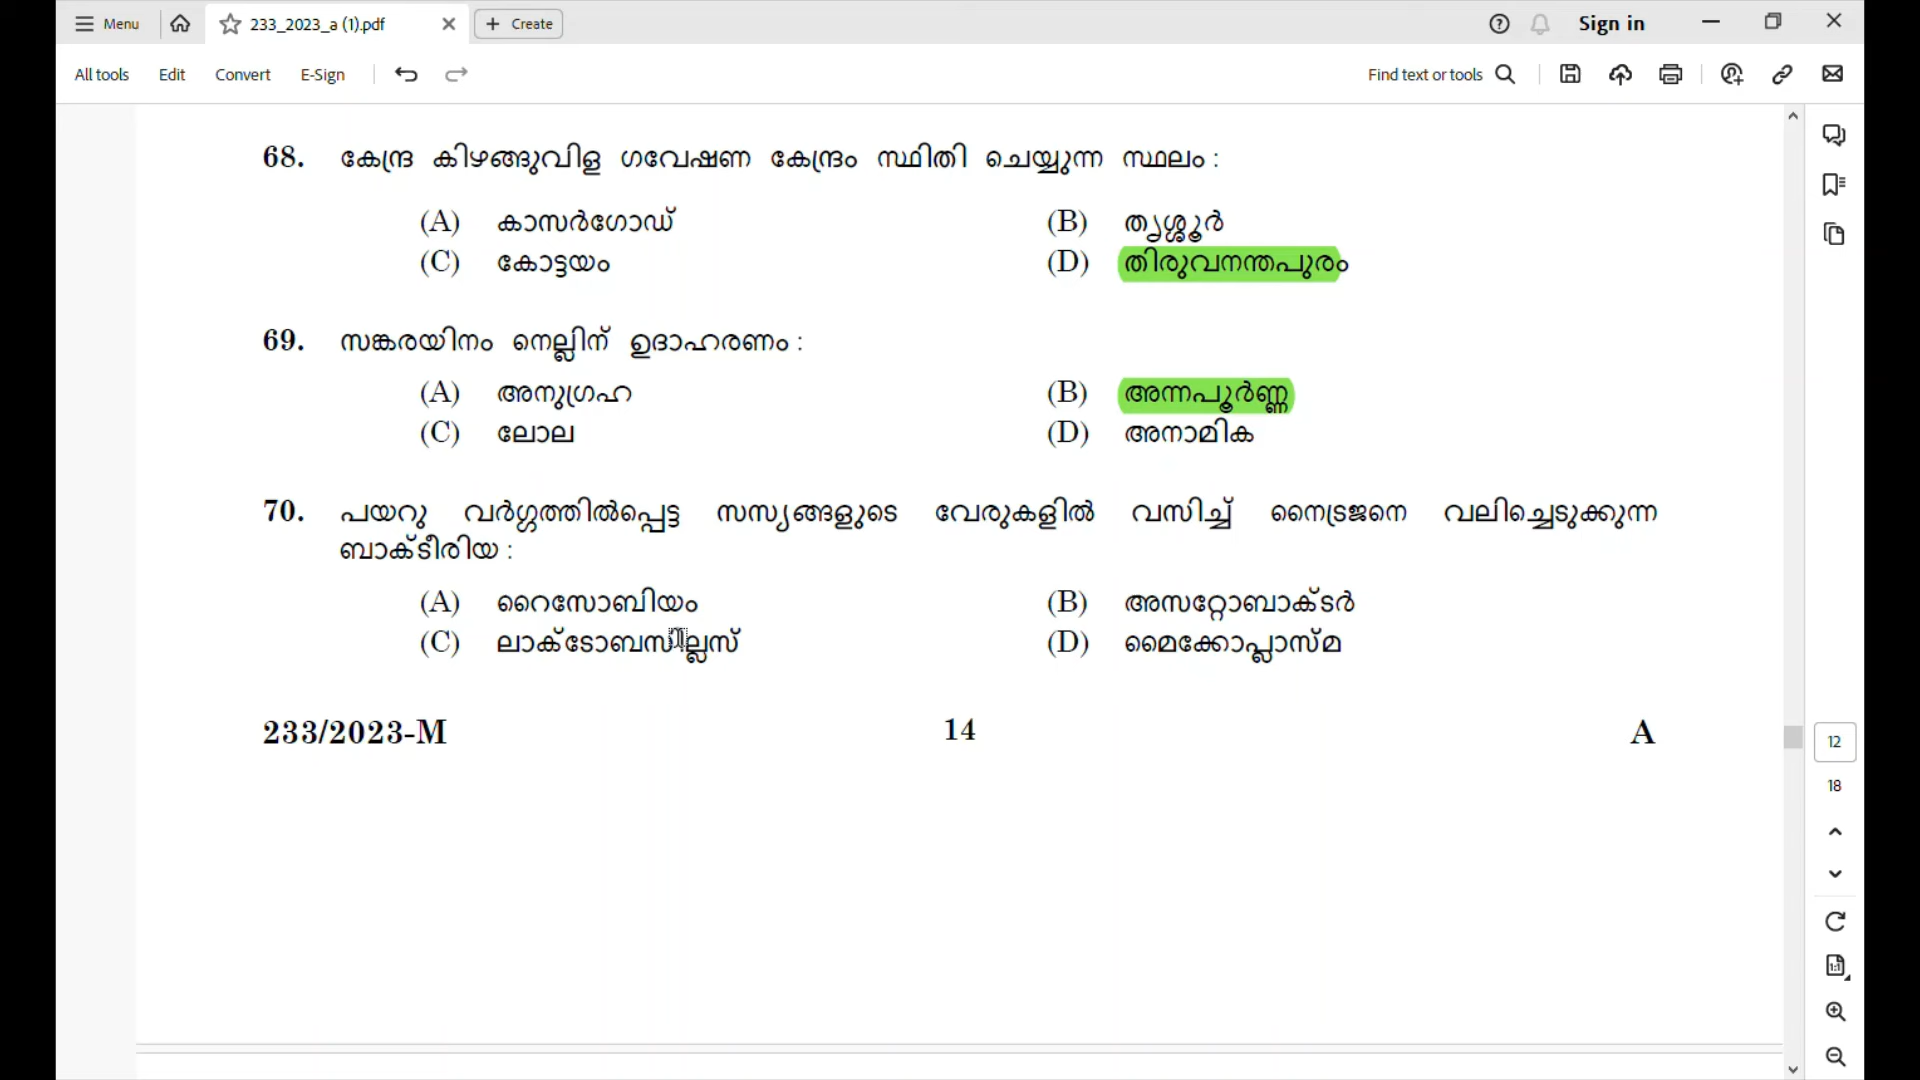 Menu 233_2023_a (1).pdf Create Sign in
All tools Edit Convert E-Sign Find text or tools
68. കേന്ദ്ര കിഴങ്ങുവിള ഗവേഷണ കേന്ദ്രം സ്ഥിതി ചെയ്യുന്ന സ്ഥലം :
(A) കാസർഗോഡ് (B) തൃശ്ശൂർ
(C) കോട്ടയം (D) തിരുവനന്തപുരം
69. സങ്കരയിനം നെല്ലിന് ഉദാഹരണം :
(A) അനുഗ്രഹ (B) അന്നപൂർണ്ണ
(C) ലോല (D) അനാമിക
70. പയറു വർഗ്ഗത്തിൽപ്പെട്ട സസ്യങ്ങളുടെ വേരുകളിൽ വസിച്ച് നൈട്രജനെ വലിച്ചെടുക്കുന്ന
ബാക്ടീരിയ :
(A) റൈസോബിയം (B) അസറ്റോബാക്ടർ
(C) ലാക്ടോബസില്ലസ് (D) മൈക്കോപ്ലാസ്മ
233/2023-M 14 A
12
18